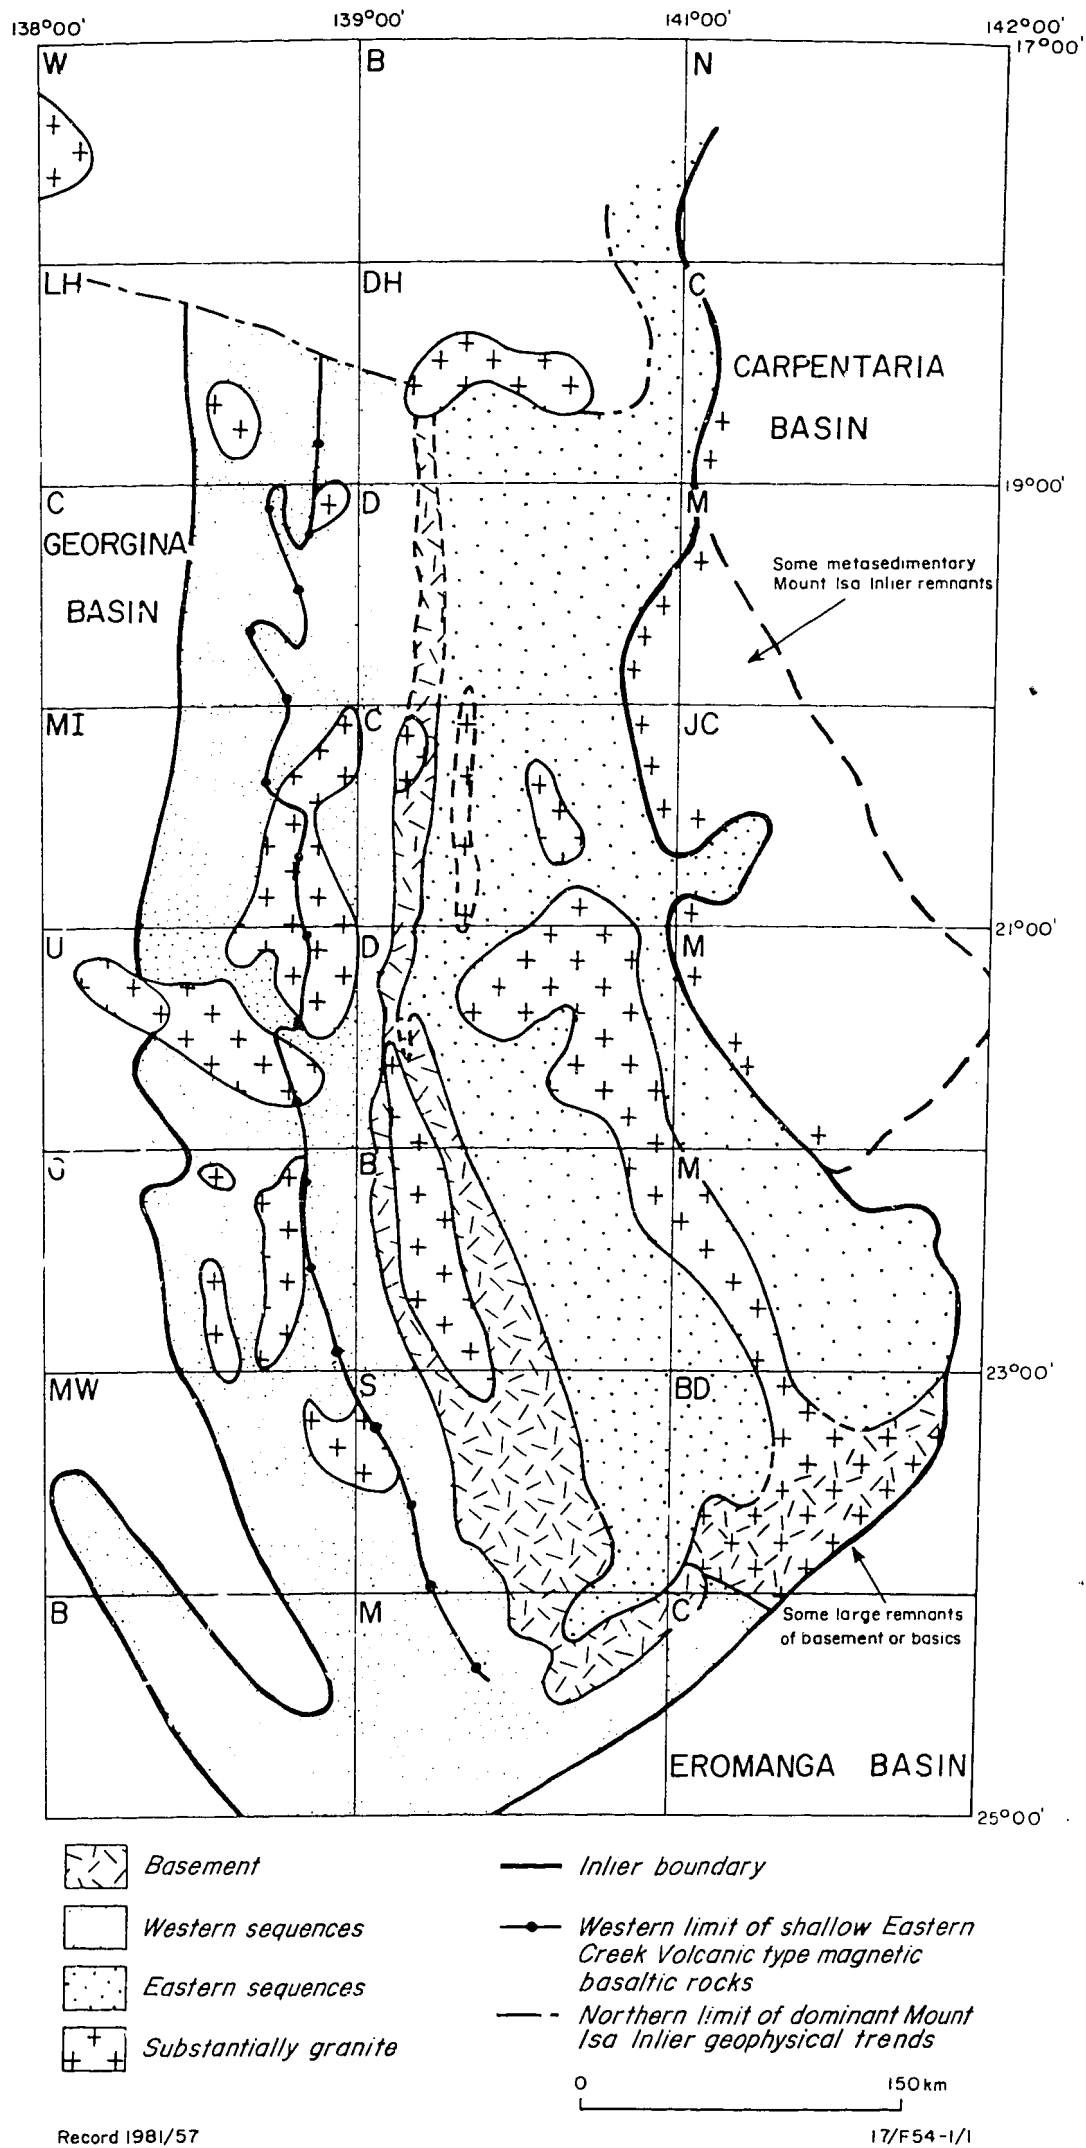 138°00' 139°00' 141°00' 142°00'
17°00'
W B N
LH DH C
CARPENTARIA
BASIN
C D M 19°00'
GEORGINA
BASIN
Some metasedimentary
Mount Isa Inlier remnants
MI C JC
U D M 21°00'
B M
MW S BD 23°00'
B M C
Some large remnants
of basement or basics
EROMANGA BASIN
25°00'
Basement
Western sequences
Eastern sequences
Substantially granite
Inlier boundary
Western limit of shallow Eastern
Creek Volcanic type magnetic
basaltic rocks
Northern limit of dominant Mount
Isa Inlier geophysical trends
0 150 km
Record 1981/57 17/F54-1/1